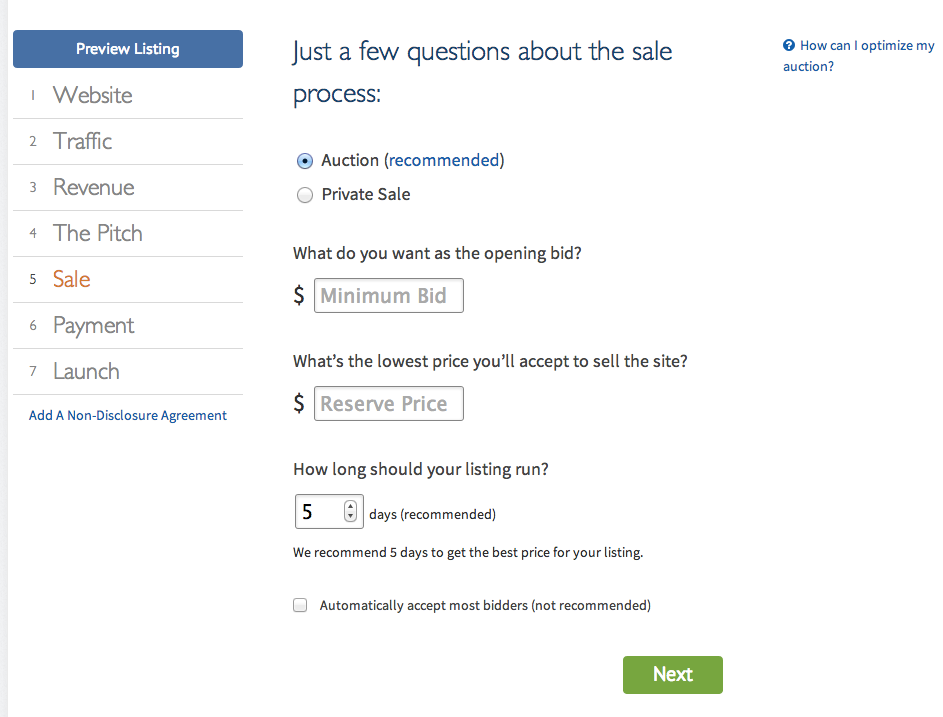 Preview Listing
1 Website
2 Traffic
3 Revenue
4 The Pitch
5 Sale
6 Payment
7 Launch
Add A Non-Disclosure Agreement
Just a few questions about the sale
process:
Auction (recommended)
Private Sale
What do you want as the opening bid?
$ Minimum Bid
What's the lowest price you'll accept to sell the site?
$ Reserve Price
How long should your listing run?
5 days (recommended)
We recommend 5 days to get the best price for your listing.
Automatically accept most bidders (not recommended)
Next
? How can I optimize my
auction?